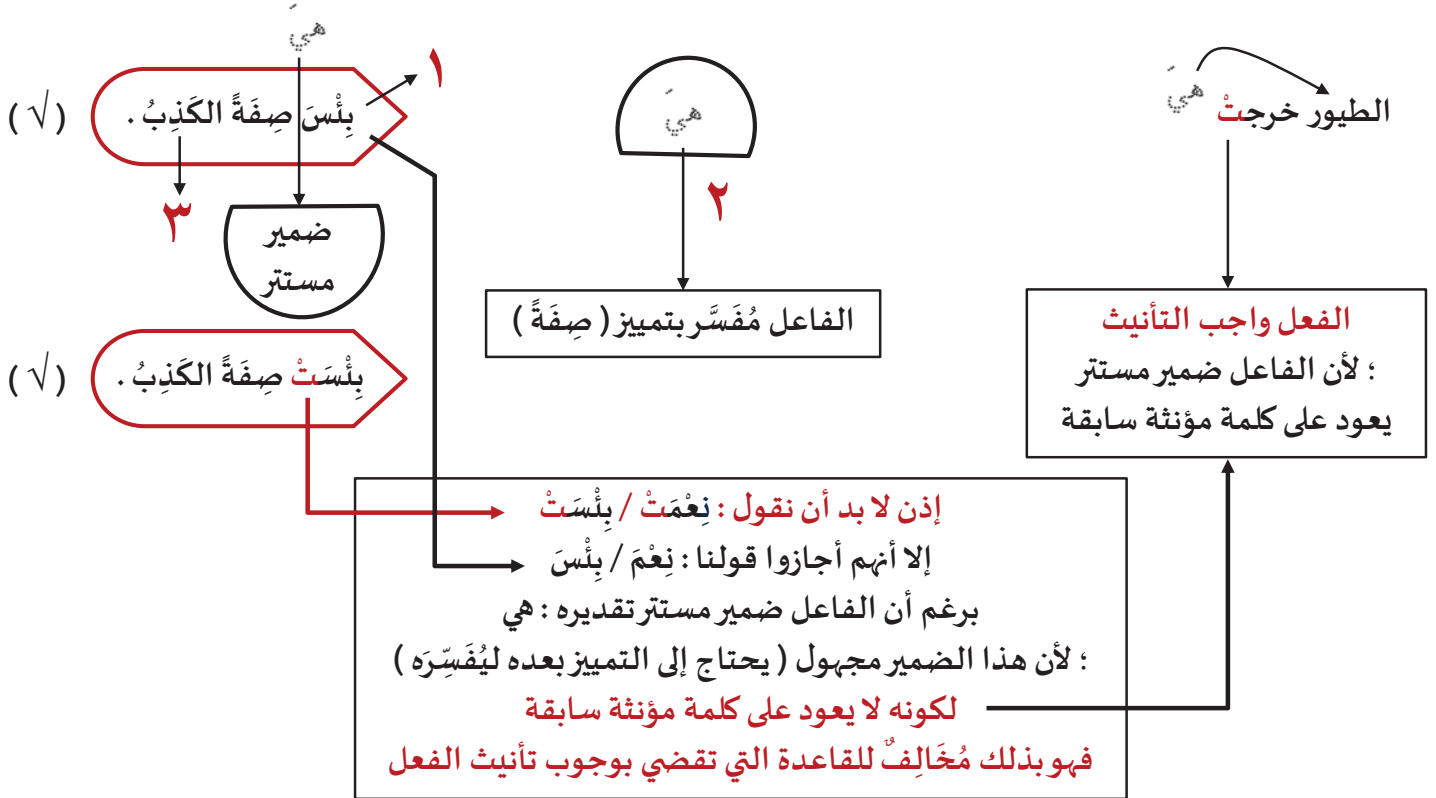 الطيور خرجتْ هيَ
الفعل واجب التأنيث
؛ لأن الفاعل ضمير مستتر
يعود على كلمة مؤنثة سابقة
هيَ
٢
الفاعل مُفَسَّر بتمييز ( صِفَةً )
هيَ
١
بِئْسَ صِفَةً الكَذِبُ . ( √ )
٣
ضمير
مستتر
بِئْسَتْ صِفَةً الكَذِبُ . ( √ )
إذن لا بد أن نقول : نِعْمَتْ / بِئْسَتْ
إلا أنهم أجازوا قولنا : نِعْمَ / بِئْسَ
برغم أن الفاعل ضمير مستتر تقديره : هي
؛ لأن هذا الضمير مجهول ( يحتاج إلى التمييز بعده ليُفَسِّرَه )
لكونه لا يعود على كلمة مؤنثة سابقة
فهو بذلك مُخَالِفٌ للقاعدة التي تقضي بوجوب تأنيث الفعل